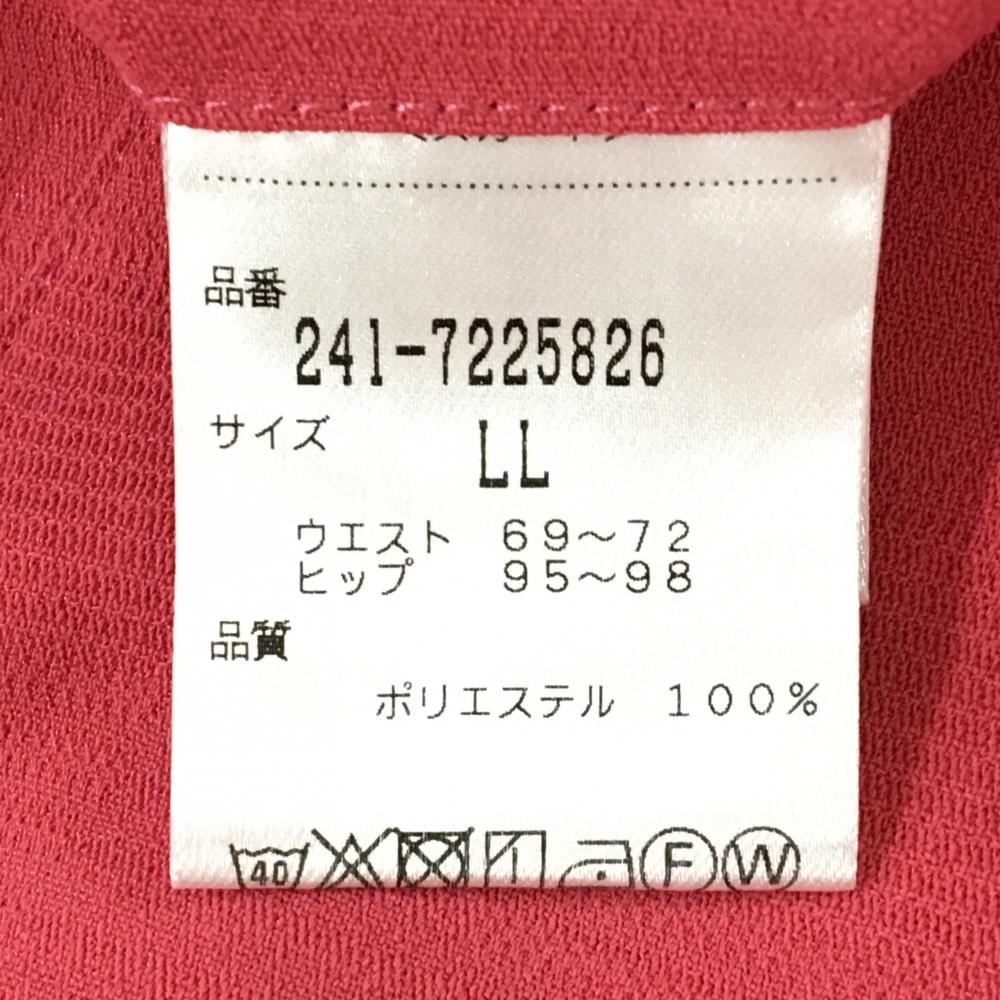 品番
241-7225826
サイズ
LL
ウエスト 69~72
ヒップ 95~98
品質
ポリエステル 100%
40
F
W